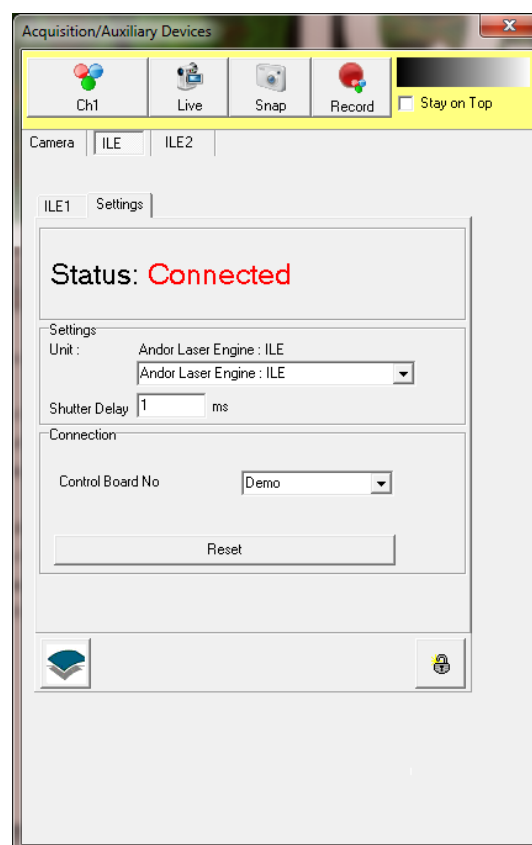 Acquisition/Auxiliary Devices
Ch1 Live Snap Record Stay on Top
Camera ILE ILE2
ILE1 Settings
Status: Connected
Settings
Unit : Andor Laser Engine : ILE
Andor Laser Engine : ILE
Shutter Delay 1 ms
Connection
Control Board No Demo
Reset